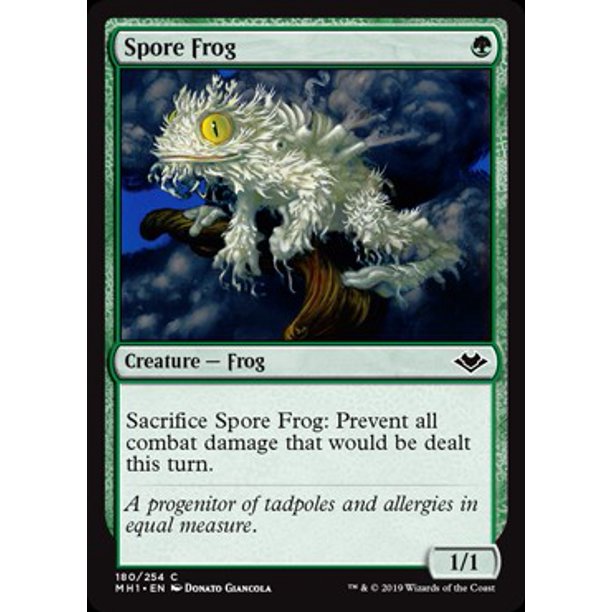 Spore Frog
Creature — Frog
Sacrifice Spore Frog: Prevent all
combat damage that would be dealt
this turn.
A progenitor of tadpoles and allergies in
equal measure.
1/1
180/254 C
MH1 • EN Donato Giancola
™ & © 2019 Wizards of the Coast